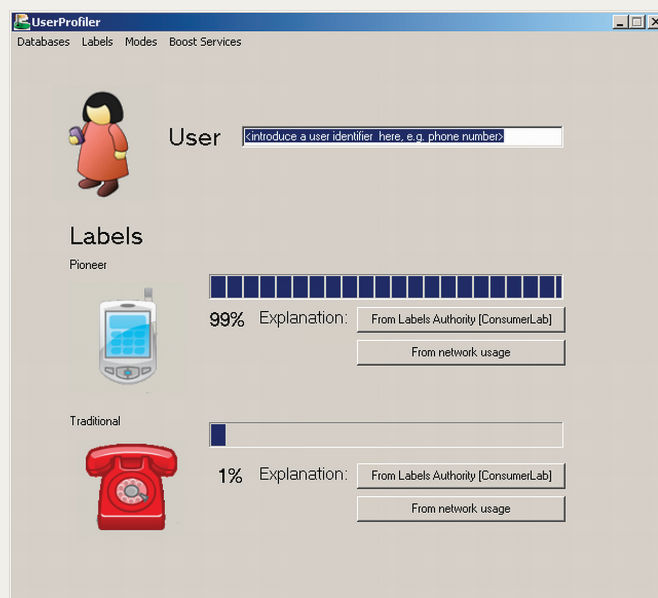 UserProfiler
Databases Labels Modes Boost Services
User <introduce a user identifier here, e.g. phone number>
Labels
Pioneer
99% Explanation: From Labels Authority [ConsumerLab]
From network usage
Traditional
1% Explanation: From Labels Authority [ConsumerLab]
From network usage